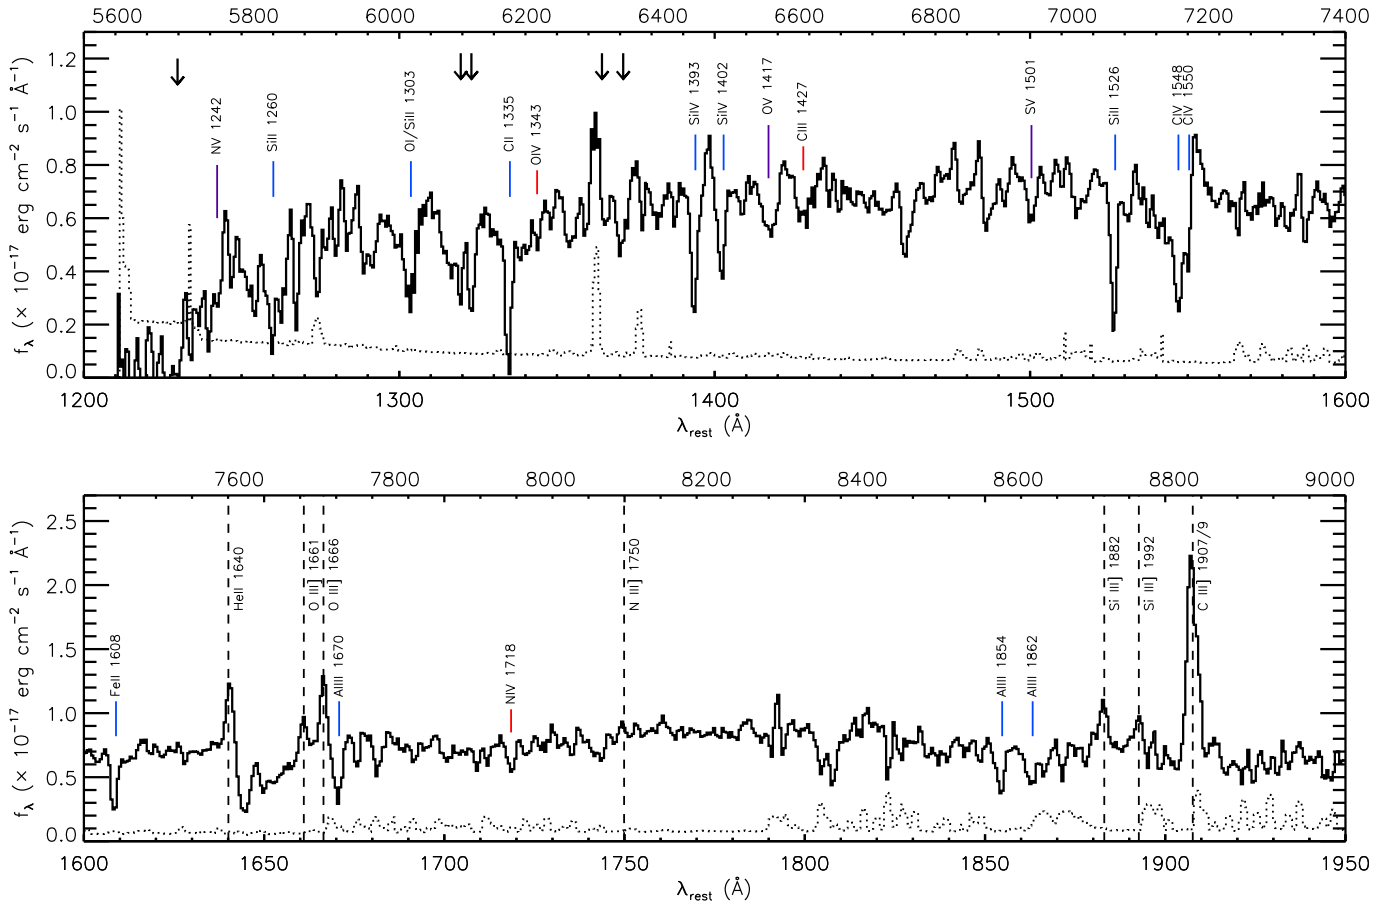 5600 5800 6000 6200 6400 6600 6800 7000 7200 7400
1.2
1.0
0.8
0.6
0.4
0.2
0.0
f_λ (× 10⁻¹⁷ erg cm⁻² s⁻¹ Å⁻¹)
NV 1242
SiII 1260
OI/SiII 1303
CII 1335
OIV 1343
SiIV 1393
SiIV 1402
OV 1417
CIII 1427
SV 1501
SiII 1526
CIV 1548
CIV 1550
1200 1300 1400 1500 1600
λ_rest (Å)
7600 7800 8000 8200 8400 8600 8800 9000
2.5
2.0
1.5
1.0
0.5
0.0
f_λ (× 10⁻¹⁷ erg cm⁻² s⁻¹ Å⁻¹)
FeII 1608
HeII 1640
O III] 1661
O III] 1666
AlII 1670
NIV 1718
N III] 1750
AlIII 1854
AlIII 1862
Si III] 1882
Si III] 1992
C III] 1907/9
1600 1650 1700 1750 1800 1850 1900 1950
λ_rest (Å)